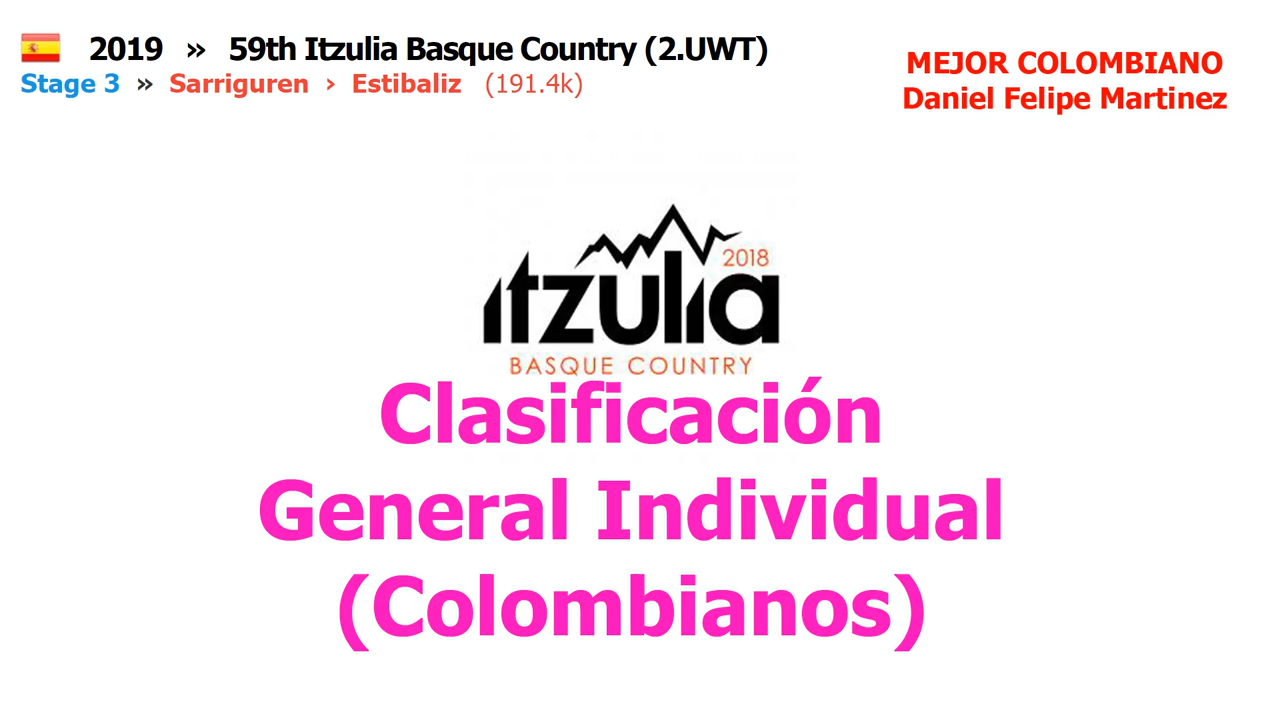 2019 » 59th Itzulia Basque Country (2.UWT)
Stage 3 » Sarriguren › Estibaliz (191.4k)
MEJOR COLOMBIANO
Daniel Felipe Martinez
2018
itzulia
BASQUE COUNTRY
Clasificación
General Individual
(Colombianos)